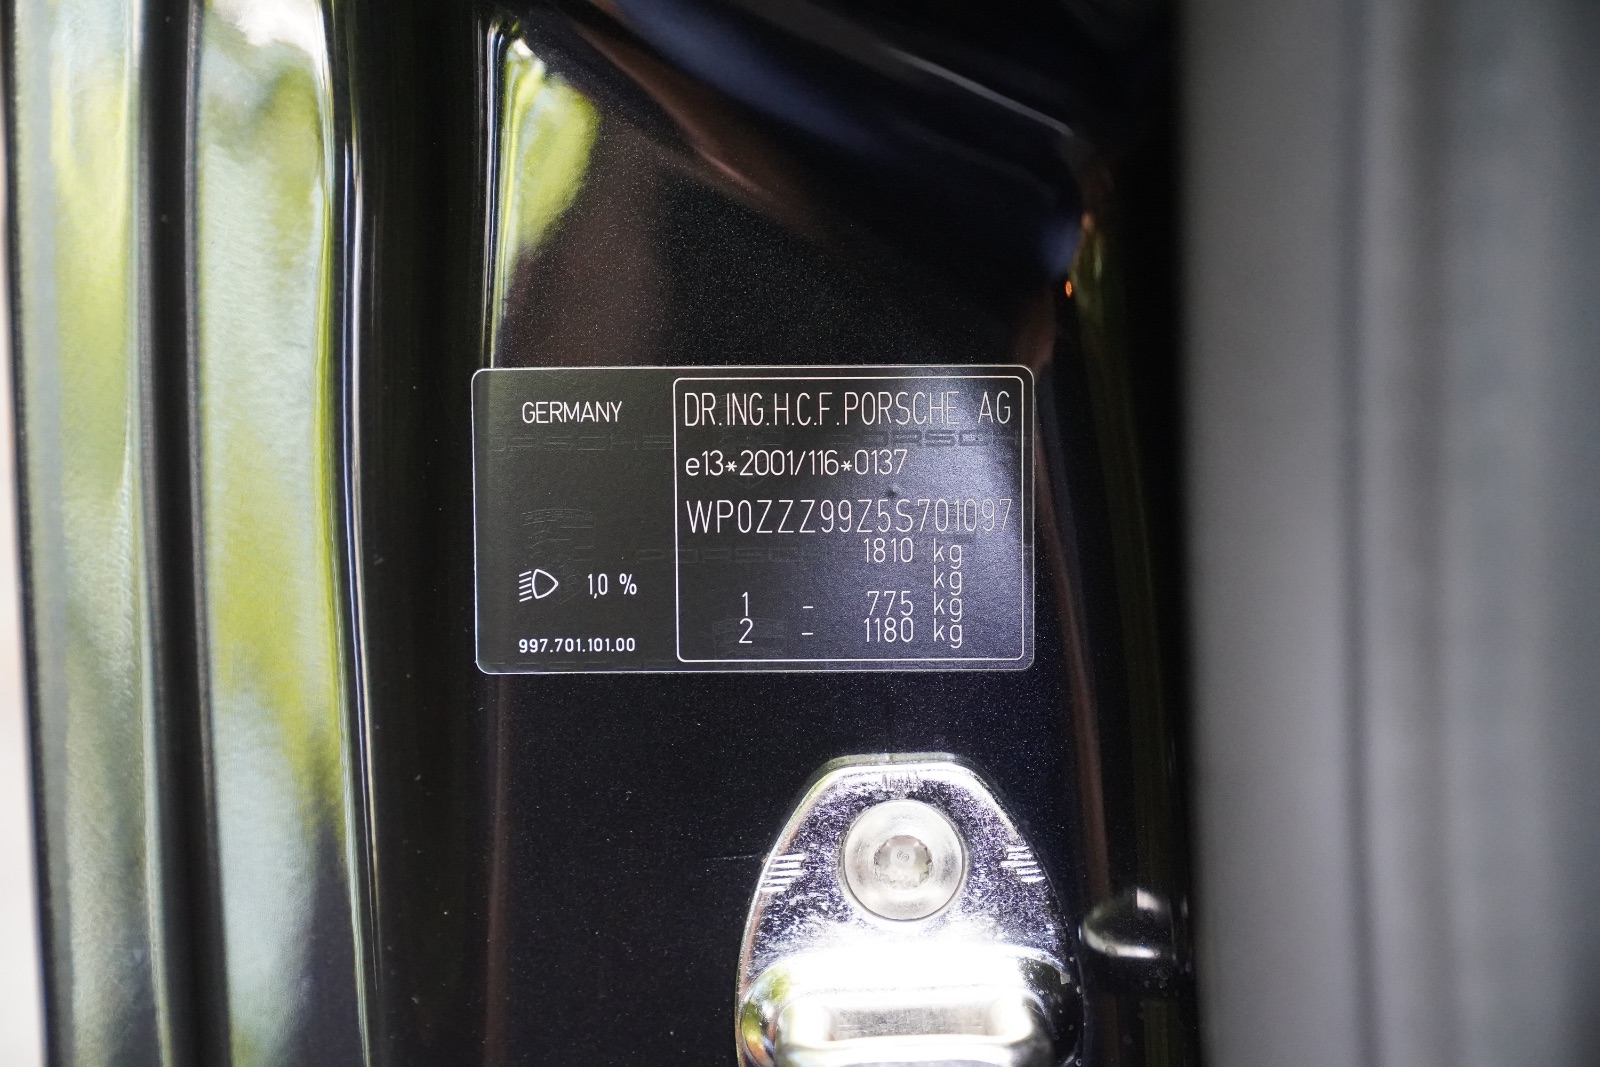 GERMANY
1,0 %
997.701.101.00
DR.ING.H.C.F.PORSCHE AG
e13*2001/116*0137
WP0ZZZ99Z5S701097
1810 kg
kg
1 - 775 kg
2 - 1180 kg